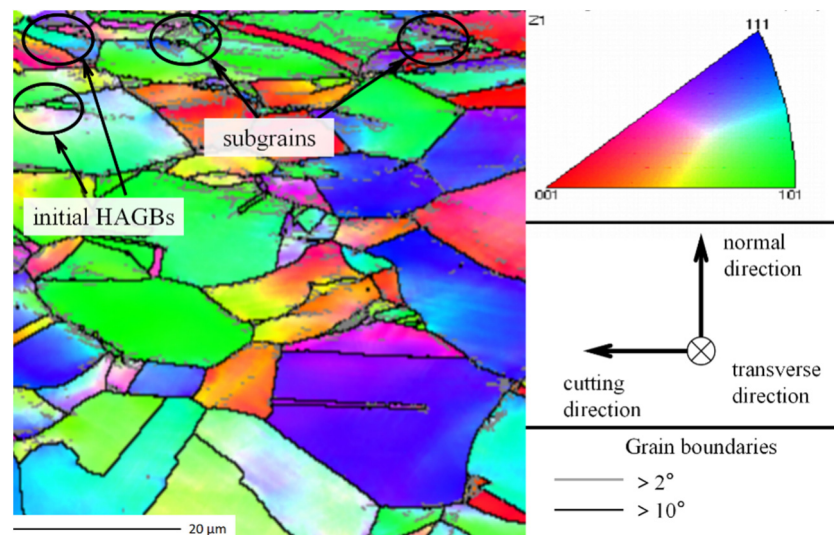 Z1
111
001
101
subgrains
initial HAGBs
normal
direction
cutting
direction
transverse
direction
Grain boundaries
> 2°
> 10°
20 µm